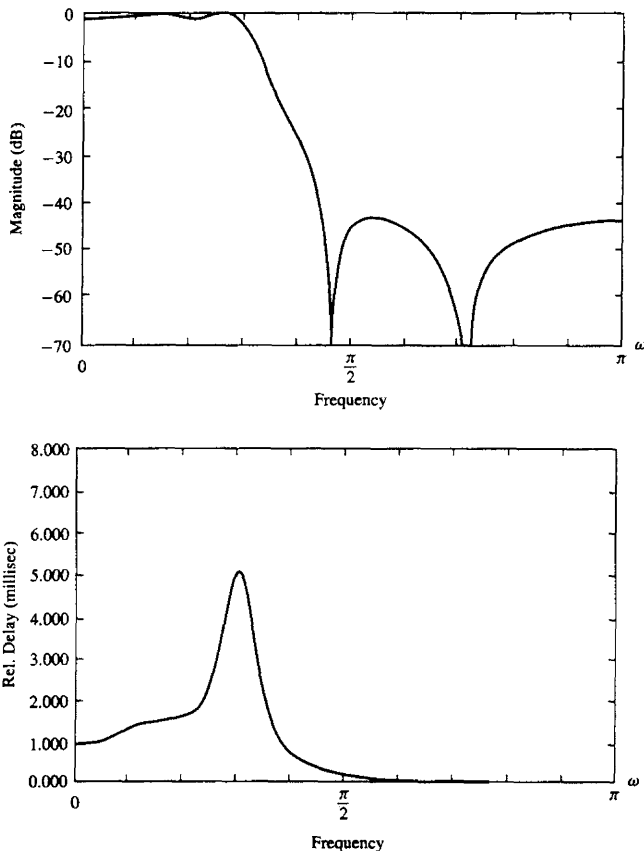 0
−10
−20
−30
−40
−50
−60
−70
Magnitude (dB)
0
π/2
π
ω
Frequency
8.000
7.000
6.000
5.000
4.000
3.000
2.000
1.000
0.000
Rel. Delay (millisec)
0
π/2
π
ω
Frequency